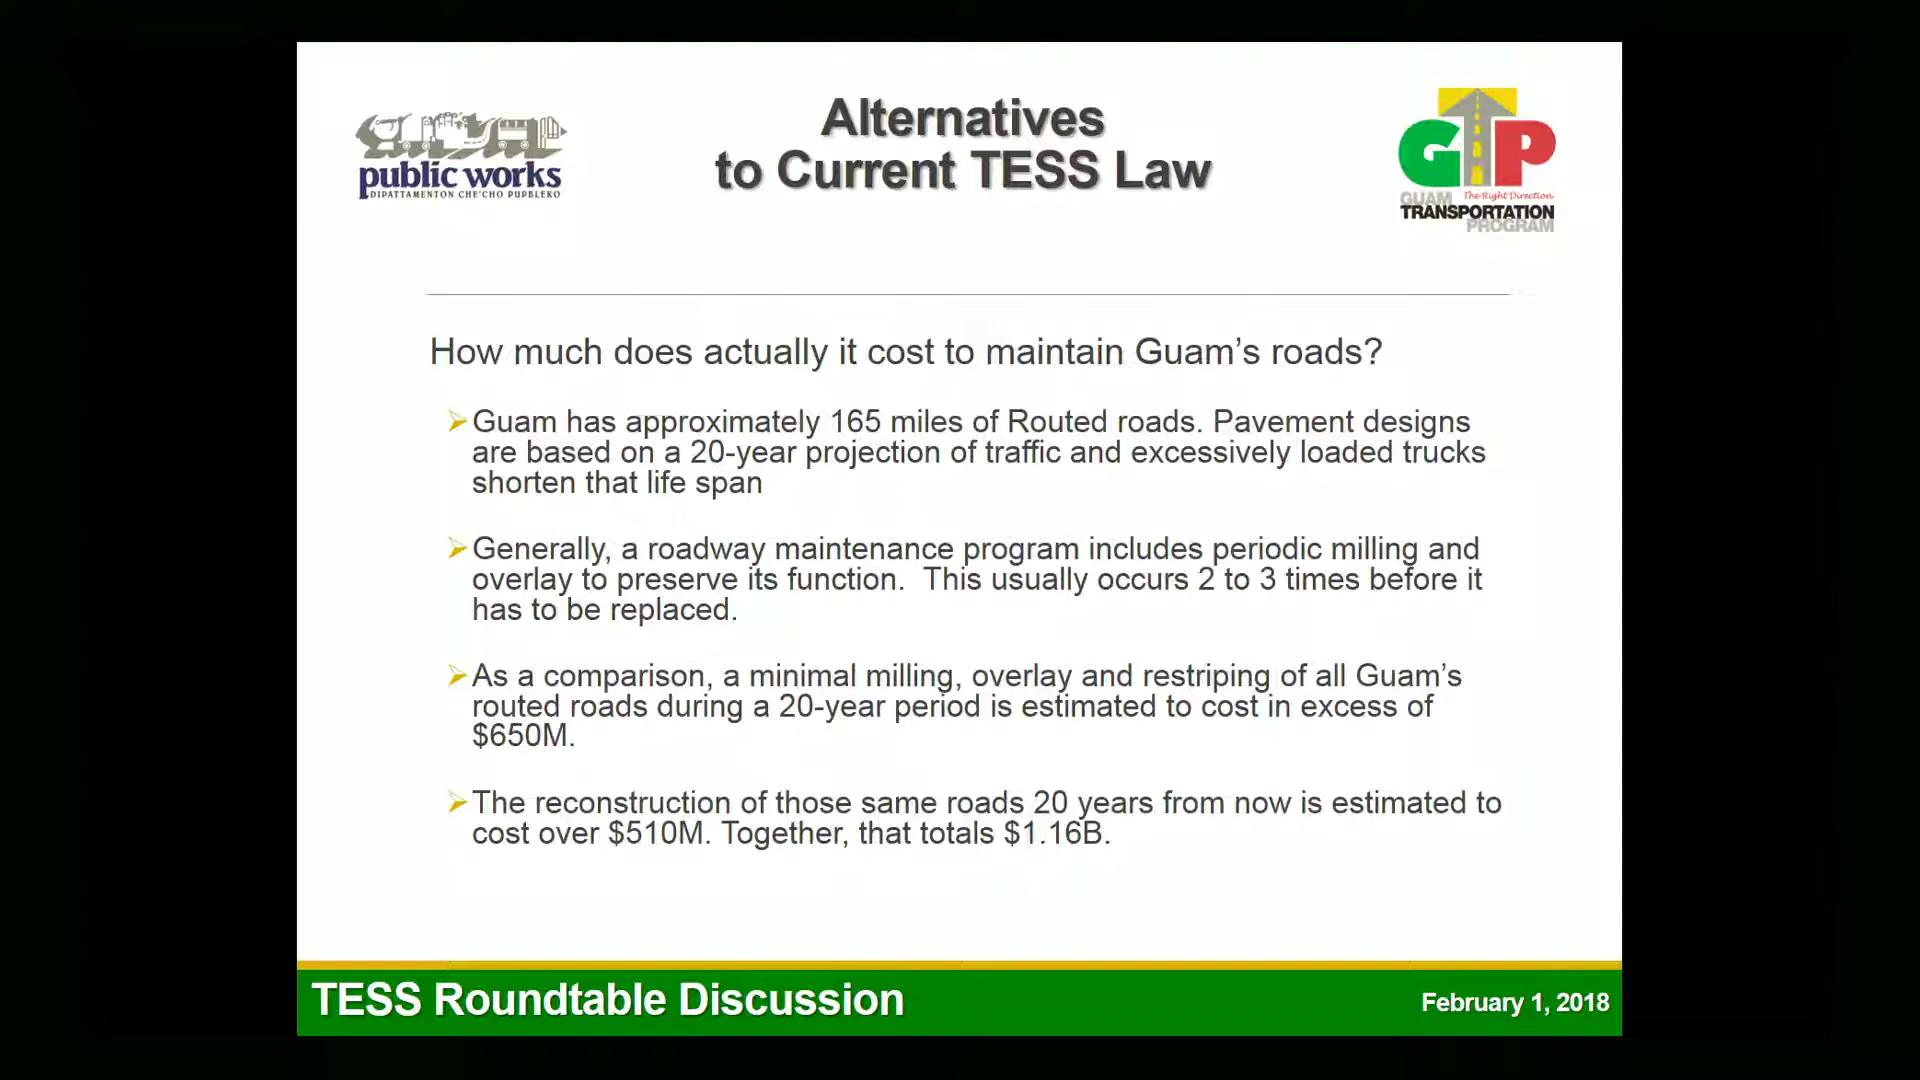 Alternatives
to Current TESS Law
public works
DIPATTAMENTON CHE'CHO PUPBLEKO
GTP
The Right Direction
GUAM
TRANSPORTATION
PROGRAM
How much does actually it cost to maintain Guam’s roads?
Guam has approximately 165 miles of Routed roads. Pavement designs
are based on a 20-year projection of traffic and excessively loaded trucks
shorten that life span
Generally, a roadway maintenance program includes periodic milling and
overlay to preserve its function.  This usually occurs 2 to 3 times before it
has to be replaced.
As a comparison, a minimal milling, overlay and restriping of all Guam’s
routed roads during a 20-year period is estimated to cost in excess of
$650M.
The reconstruction of those same roads 20 years from now is estimated to
cost over $510M. Together, that totals $1.16B.
TESS Roundtable Discussion
February 1, 2018